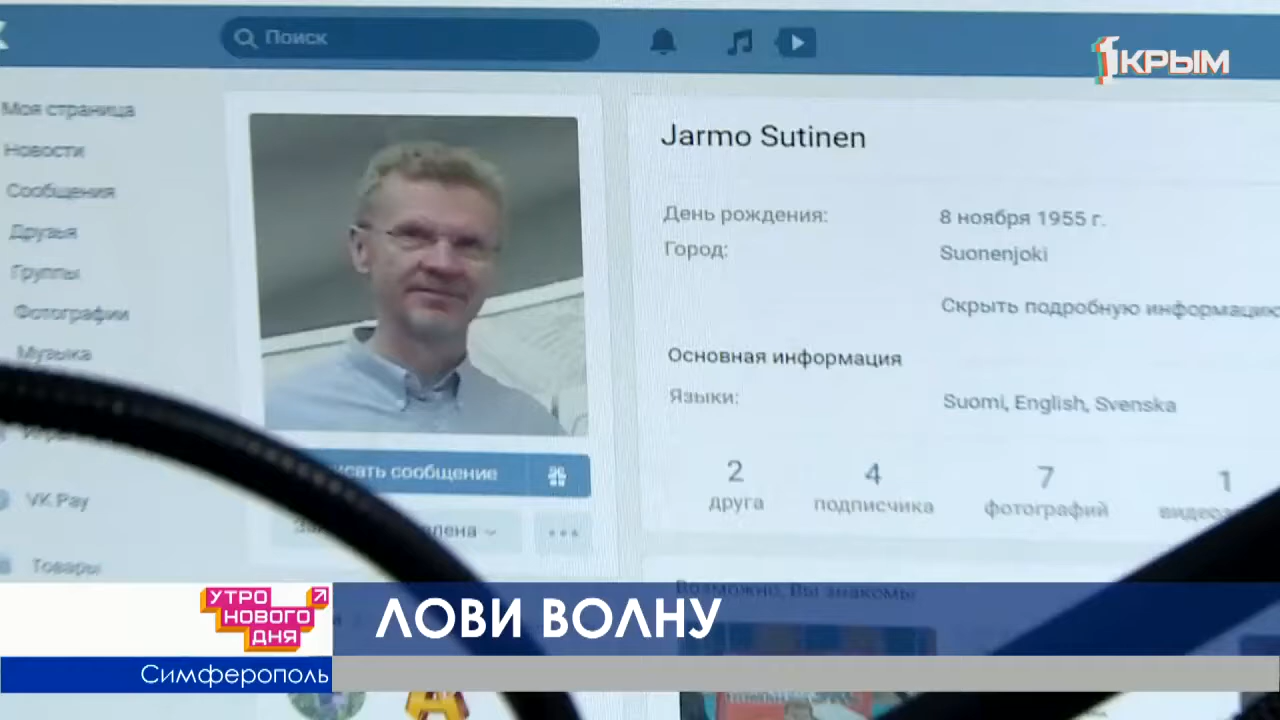 Поиск
1КРЫМ
Моя страница
Новости
Сообщения
Друзья
Группы
Фотографии
Музыка
VK Pay
Товары
Jarmo Sutinen
День рождения: 8 ноября 1955 г.
Город: Suonenjoki
Скрыть подробную информацию
Основная информация
Языки: Suomi, English, Svenska
2 4 7 1
друга подписчика фотографий
сообщение
Возможно, Вы знакомы
УТРО
НОВОГО
ДНЯ
ЛОВИ ВОЛНУ
Симферополь